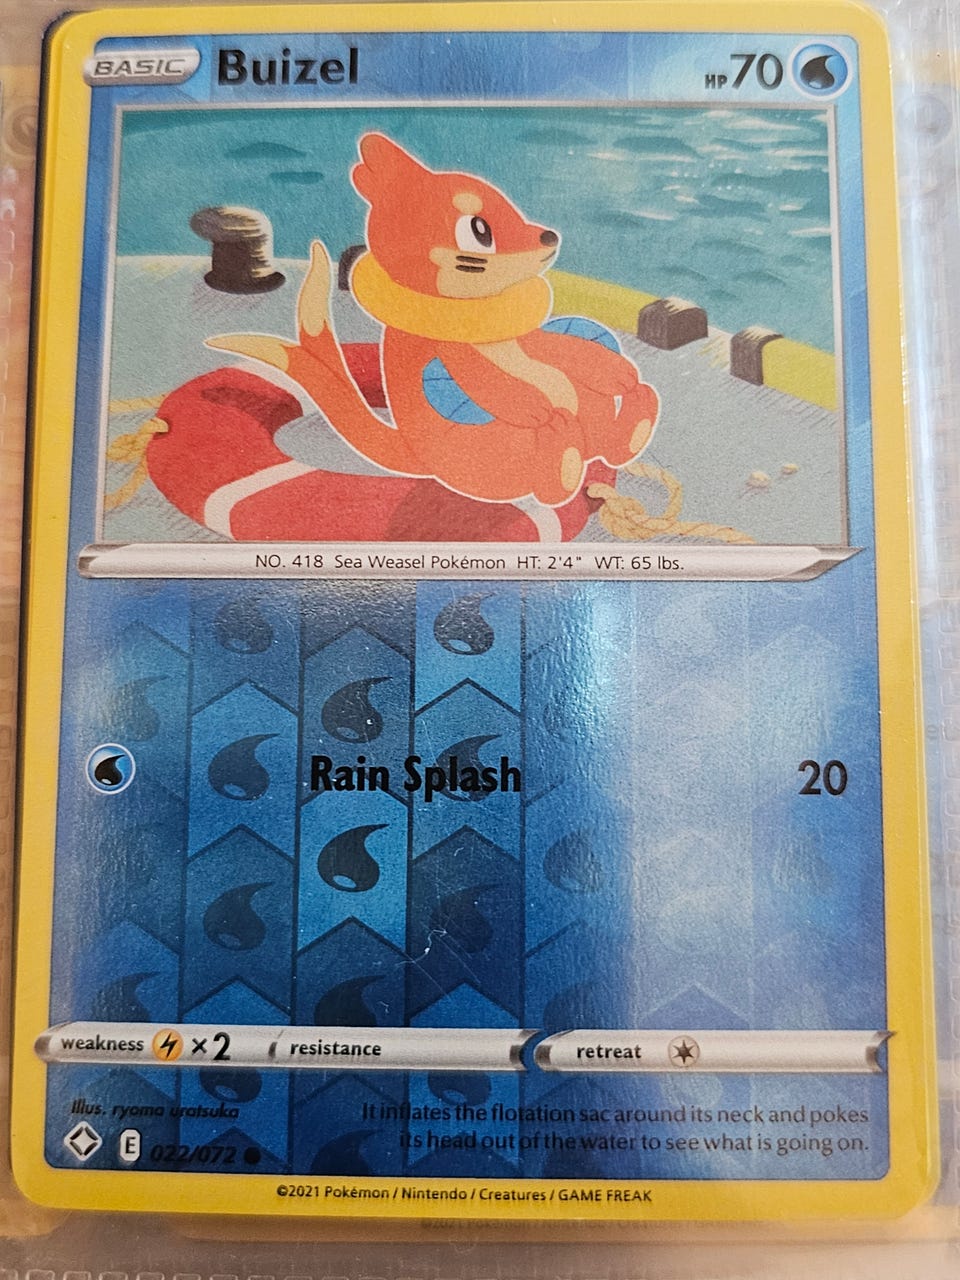 BASIC Buizel HP 70
NO. 418 Sea Weasel Pokémon HT: 2'4" WT: 65 lbs.
Rain Splash 20
weakness ×2 resistance retreat
Illus. ryoma uratsuka
It inflates the flotation sac around its neck and pokes
its head out of the water to see what is going on.
E 022/072
©2021 Pokémon / Nintendo / Creatures / GAME FREAK